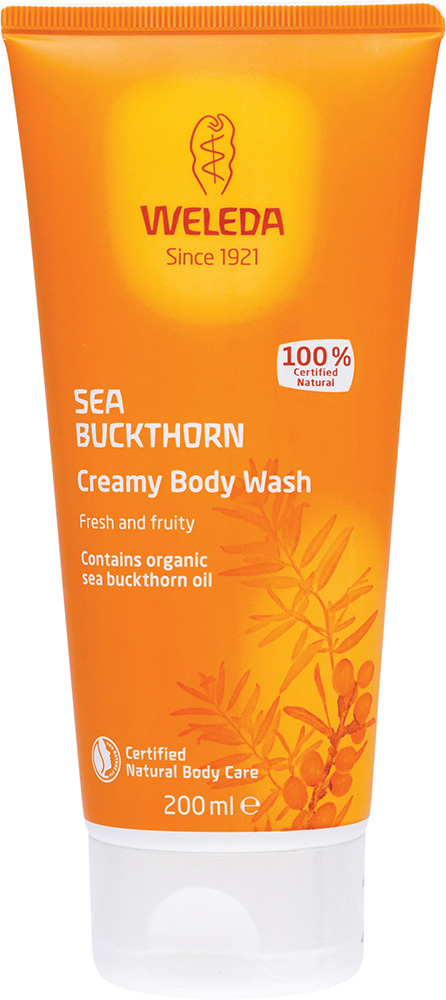 WELEDA
Since 1921
100%
Certified
Natural
SEA
BUCKTHORN
Creamy Body Wash
Fresh and fruity
Contains organic
sea buckthorn oil
Certified
Natural Body Care
200 ml ℮